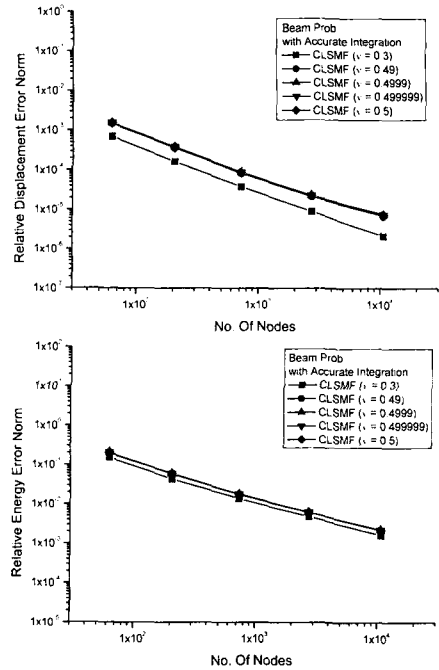 Beam Prob
with Accurate Integration
CLSMF (ν = 0.3)
CLSMF (ν = 0.49)
CLSMF (ν = 0.4999)
CLSMF (ν = 0.499999)
CLSMF (ν = 0.5)
Relative Displacement Error Norm
1x10⁰
1x10⁻¹
1x10⁻²
1x10⁻³
1x10⁻⁴
1x10⁻⁵
1x10⁻⁶
1x10⁻⁷
No. Of Nodes
Beam Prob
with Accurate Integration
CLSMF (ν = 0.3)
CLSMF (ν = 0.49)
CLSMF (ν = 0.4999)
CLSMF (ν = 0.499999)
CLSMF (ν = 0.5)
Relative Energy Error Norm
1x10⁰
1x10⁻¹
1x10⁻²
1x10⁻³
1x10⁻⁴
1x10⁻⁵
1x10²
1x10³
1x10⁴
No. Of Nodes